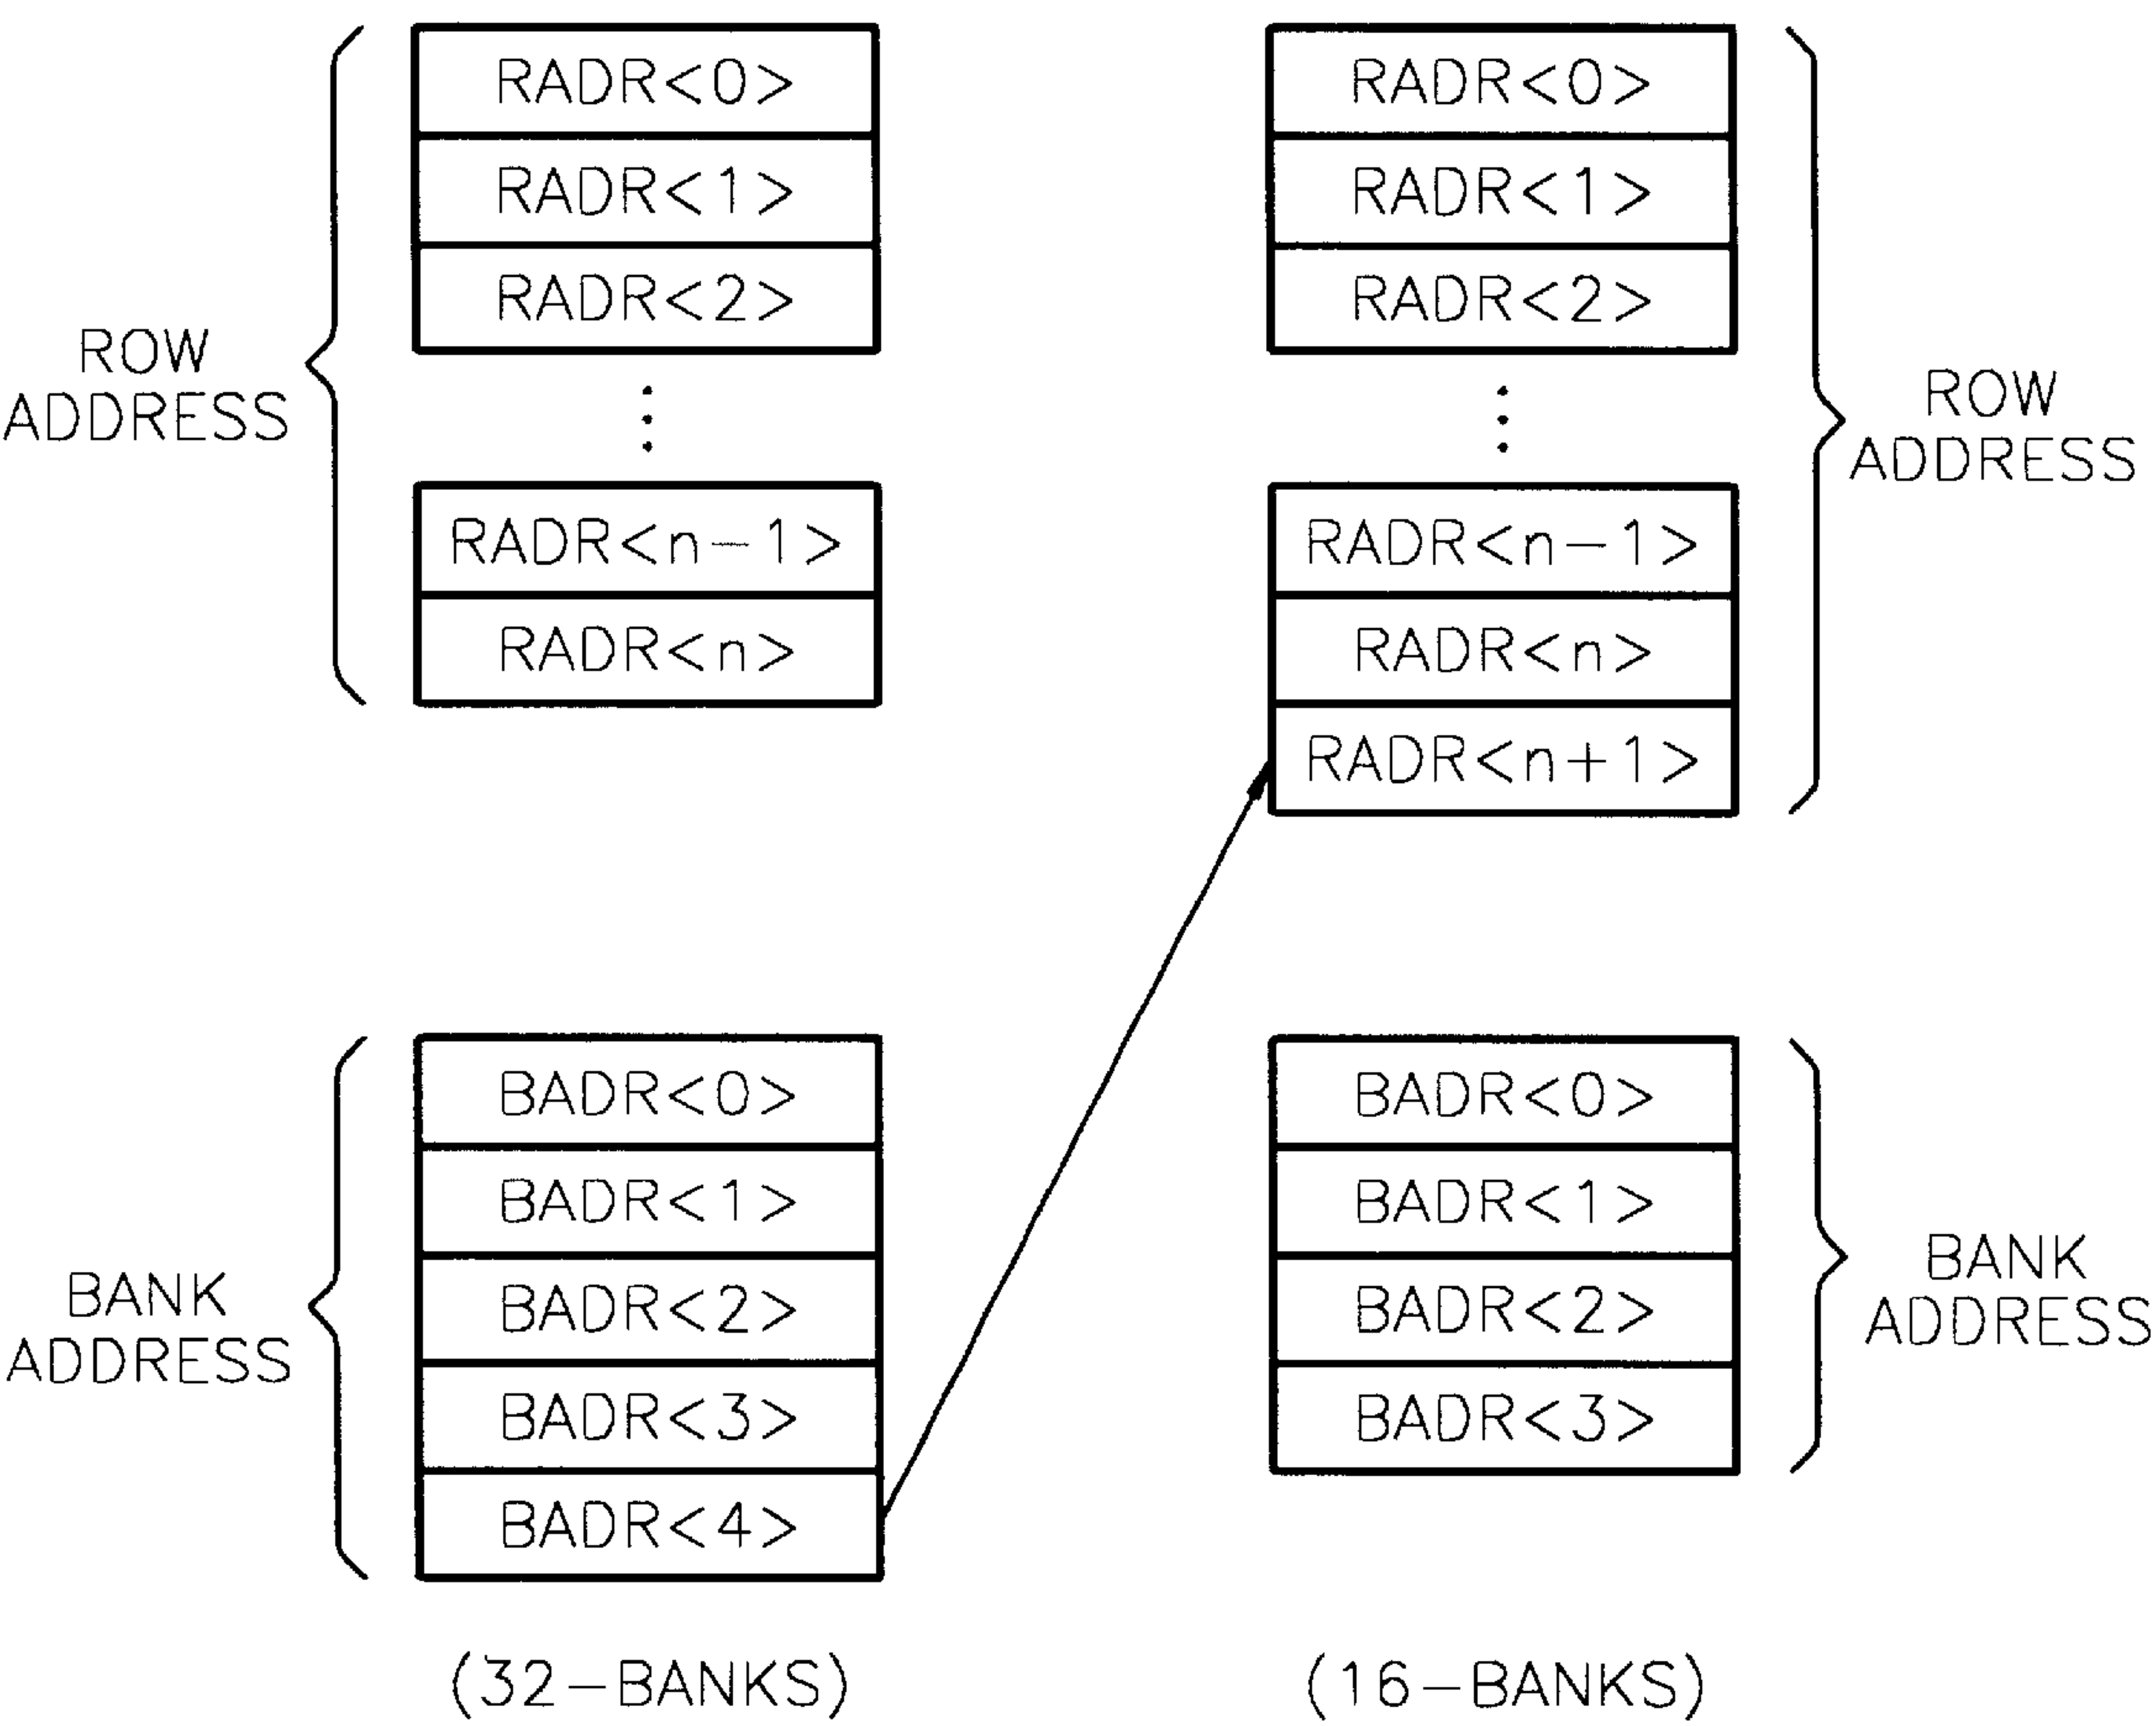 ROW
ADDRESS
RADR<0>
RADR<1>
RADR<2>
RADR<n-1>
RADR<n>
BANK
ADDRESS
BADR<0>
BADR<1>
BADR<2>
BADR<3>
BADR<4>
(32-BANKS)
RADR<0>
RADR<1>
RADR<2>
RADR<n-1>
RADR<n>
RADR<n+1>
ROW
ADDRESS
BADR<0>
BADR<1>
BADR<2>
BADR<3>
BANK
ADDRESS
(16-BANKS)